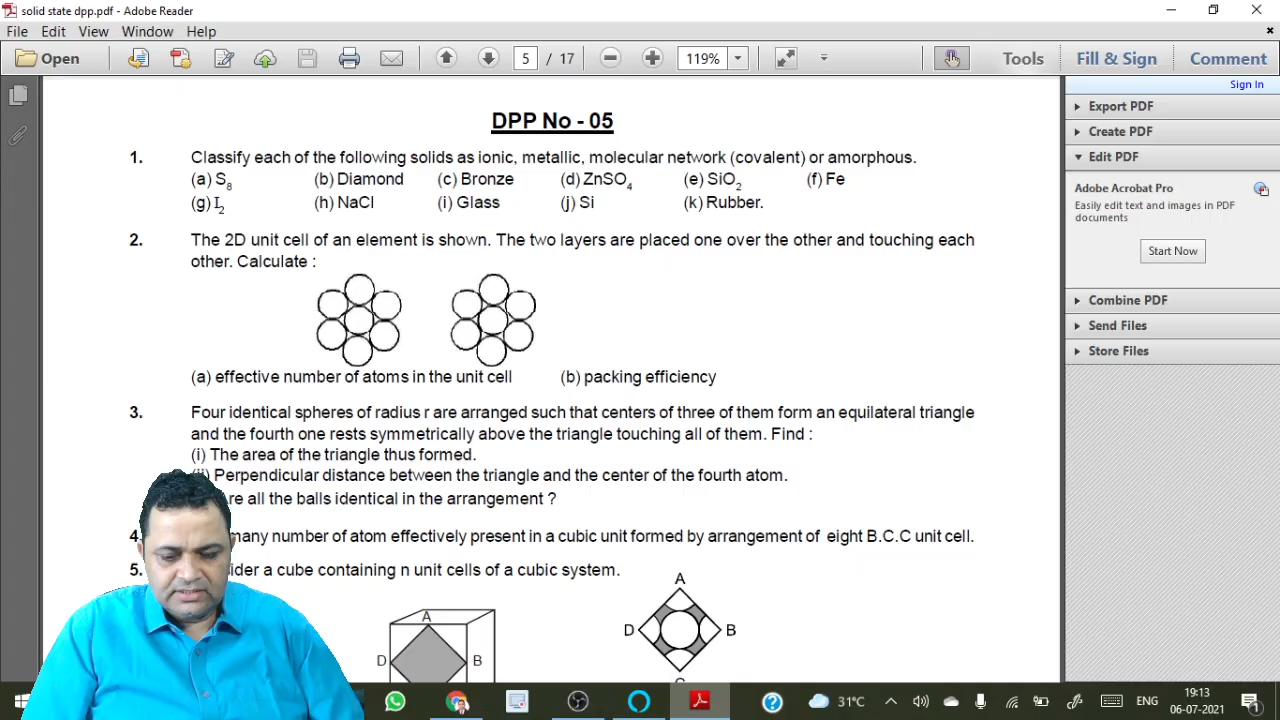 solid state dpp.pdf - Adobe Reader
File Edit View Window Help
Open 5 / 17 119% Tools Fill & Sign Comment
Sign In
Export PDF
Create PDF
Edit PDF
Adobe Acrobat Pro
Easily edit text and images in PDF
documents
Start Now
Combine PDF
Send Files
Store Files
DPP No - 05
1. Classify each of the following solids as ionic, metallic, molecular network (covalent) or amorphous.
(a) S8 (b) Diamond (c) Bronze (d) ZnSO4 (e) SiO2 (f) Fe
(g) I2 (h) NaCl (i) Glass (j) Si (k) Rubber.
2. The 2D unit cell of an element is shown. The two layers are placed one over the other and touching each
other. Calculate :
(a) effective number of atoms in the unit cell (b) packing efficiency
3. Four identical spheres of radius r are arranged such that centers of three of them form an equilateral triangle
and the fourth one rests symmetrically above the triangle touching all of them. Find :
(i) The area of the triangle thus formed.
(ii) Perpendicular distance between the triangle and the center of the fourth atom.
re all the balls identical in the arrangement ?
4. many number of atom effectively present in a cubic unit formed by arrangement of eight B.C.C unit cell.
5. sider a cube containing n unit cells of a cubic system.
A
D B
A
D B
31°C ENG 19:13
06-07-2021